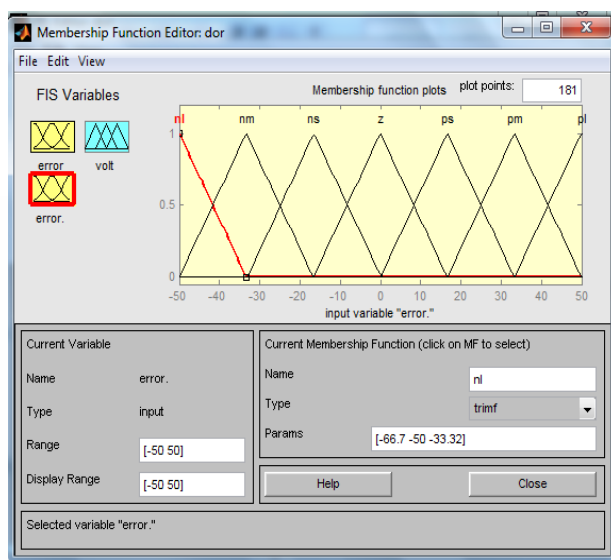 Membership Function Editor: dor
File Edit View
FIS Variables
Membership function plots
plot points:
181
nl nm ns z ps pm pl
1
0.5
0
-50 -40 -30 -20 -10 0 10 20 30 40 50
input variable "error."
error volt
error.
Current Variable
Name error.
Type input
Range [-50 50]
Display Range [-50 50]
Current Membership Function (click on MF to select)
Name nl
Type trimf
Params [-66.7 -50 -33.32]
Help Close
Selected variable "error."